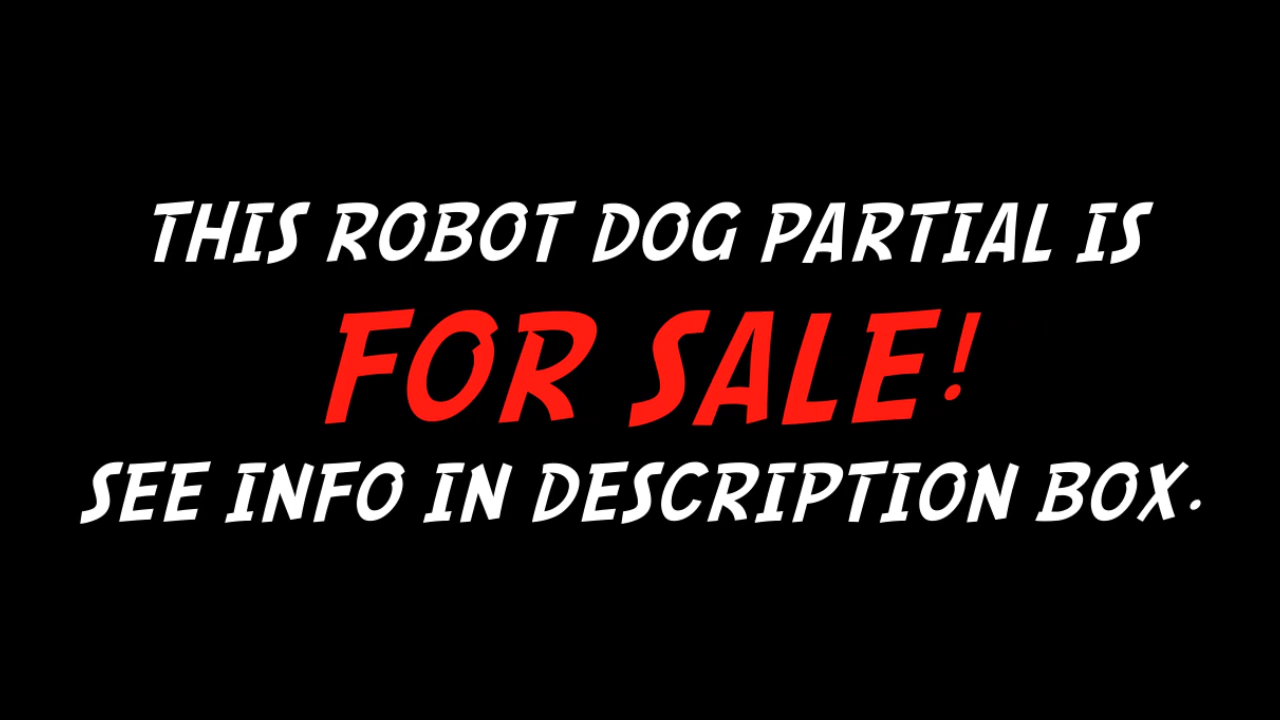 THIS ROBOT DOG PARTIAL IS
FOR SALE!
SEE INFO IN DESCRIPTION BOX.